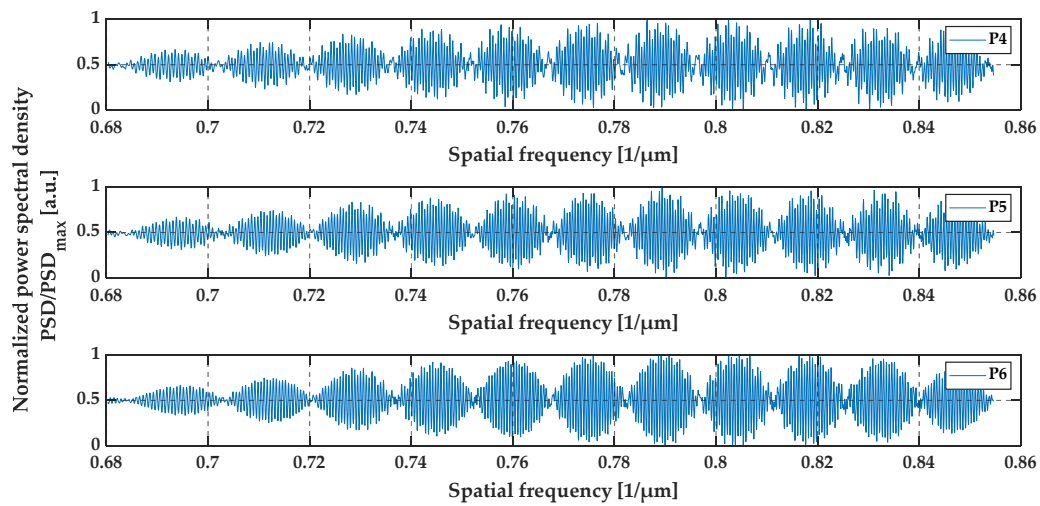 Normalized power spectral density
PSD/PSDmax [a.u.]
1
0.5
0
P4
0.68 0.7 0.72 0.74 0.76 0.78 0.8 0.82 0.84 0.86
Spatial frequency [1/μm]
1
0.5
0
P5
0.68 0.7 0.72 0.74 0.76 0.78 0.8 0.82 0.84 0.86
Spatial frequency [1/μm]
1
0.5
0
P6
0.68 0.7 0.72 0.74 0.76 0.78 0.8 0.82 0.84 0.86
Spatial frequency [1/μm]